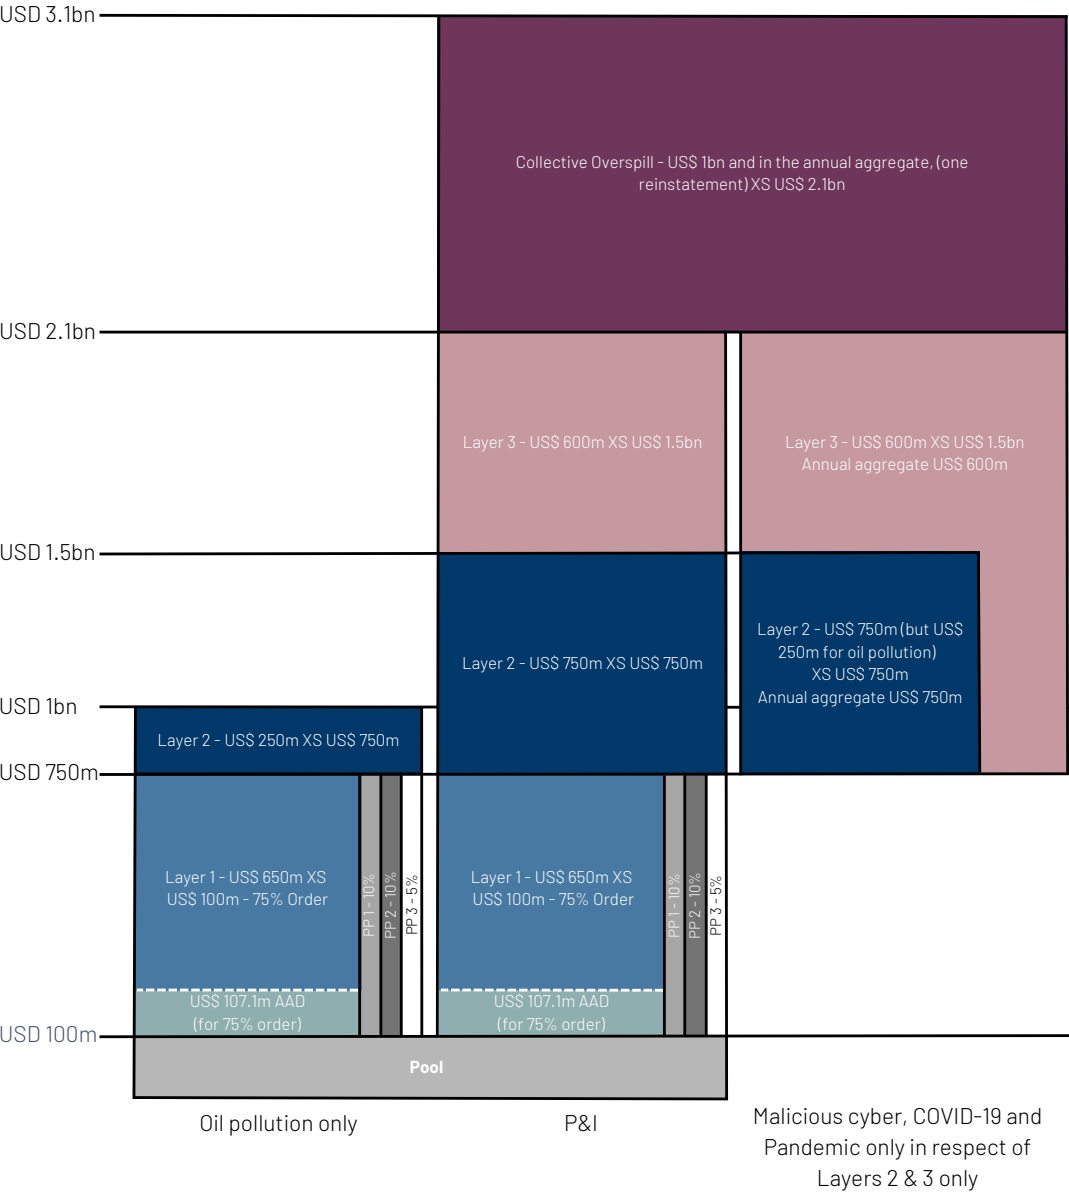 USD 3.1bn
Collective Overspill - US$ 1bn and in the annual aggregate, (one
reinstatement) XS US$ 2.1bn
USD 2.1bn
Layer 3 - US$ 600m XS US$ 1.5bn
Layer 3 - US$ 600m XS US$ 1.5bn
Annual aggregate US$ 600m
USD 1.5bn
Layer 2 - US$ 750m XS US$ 750m
Layer 2 - US$ 750m (but US$
250m for oil pollution)
XS US$ 750m
Annual aggregate US$ 750m
USD 1bn
Layer 2 - US$ 250m XS US$ 750m
USD 750m
Layer 1 - US$ 650m XS
US$ 100m - 75% Order
PP 1 - 10%
PP 2 - 10%
PP 3 - 5%
Layer 1 - US$ 650m XS
US$ 100m - 75% Order
PP 1 - 10%
PP 2 - 10%
PP 3 - 5%
US$ 107.1m AAD
(for 75% order)
US$ 107.1m AAD
(for 75% order)
USD 100m
Pool
Oil pollution only
P&I
Malicious cyber, COVID-19 and
Pandemic only in respect of
Layers 2 & 3 only